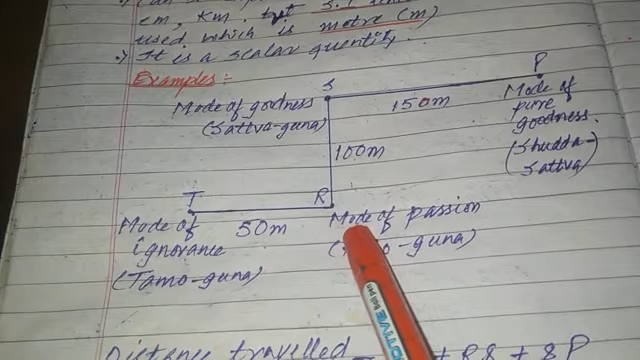 cm, Km. but S.I unit
used which is metre (m)
It is a scalar quantity.
Examples:-
S
P
Mode of goodness
(Sattva-guna)
150m
Mode of
pure
goodness.
(Shudda-
Sattva)
100m
T
R
Mode of
ignorance
(Tamo-guna)
50m
Mode of passion
o-guna)
Distance travelled = + RS + SP